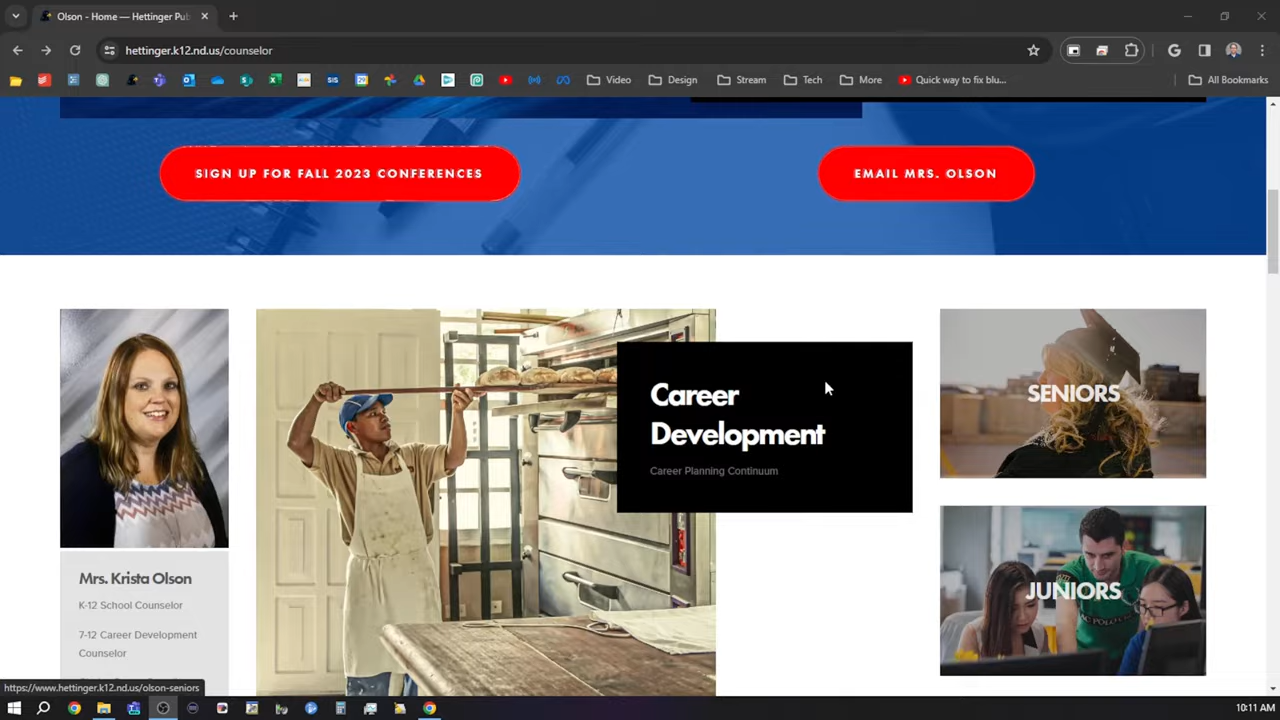 Olson - Home — Hettinger Pub
hettinger.k12.nd.us/counselor
Video
Design
Stream
Tech
More
Quick way to fix blu...
All Bookmarks
SIGN UP FOR FALL 2023 CONFERENCES
EMAIL MRS. OLSON
Career
Development
Career Planning Continuum
SENIORS
JUNIORS
Mrs. Krista Olson
K-12 School Counselor
7-12 Career Development
Counselor
https://www.hettinger.k12.nd.us/olson-seniors
10:11 AM